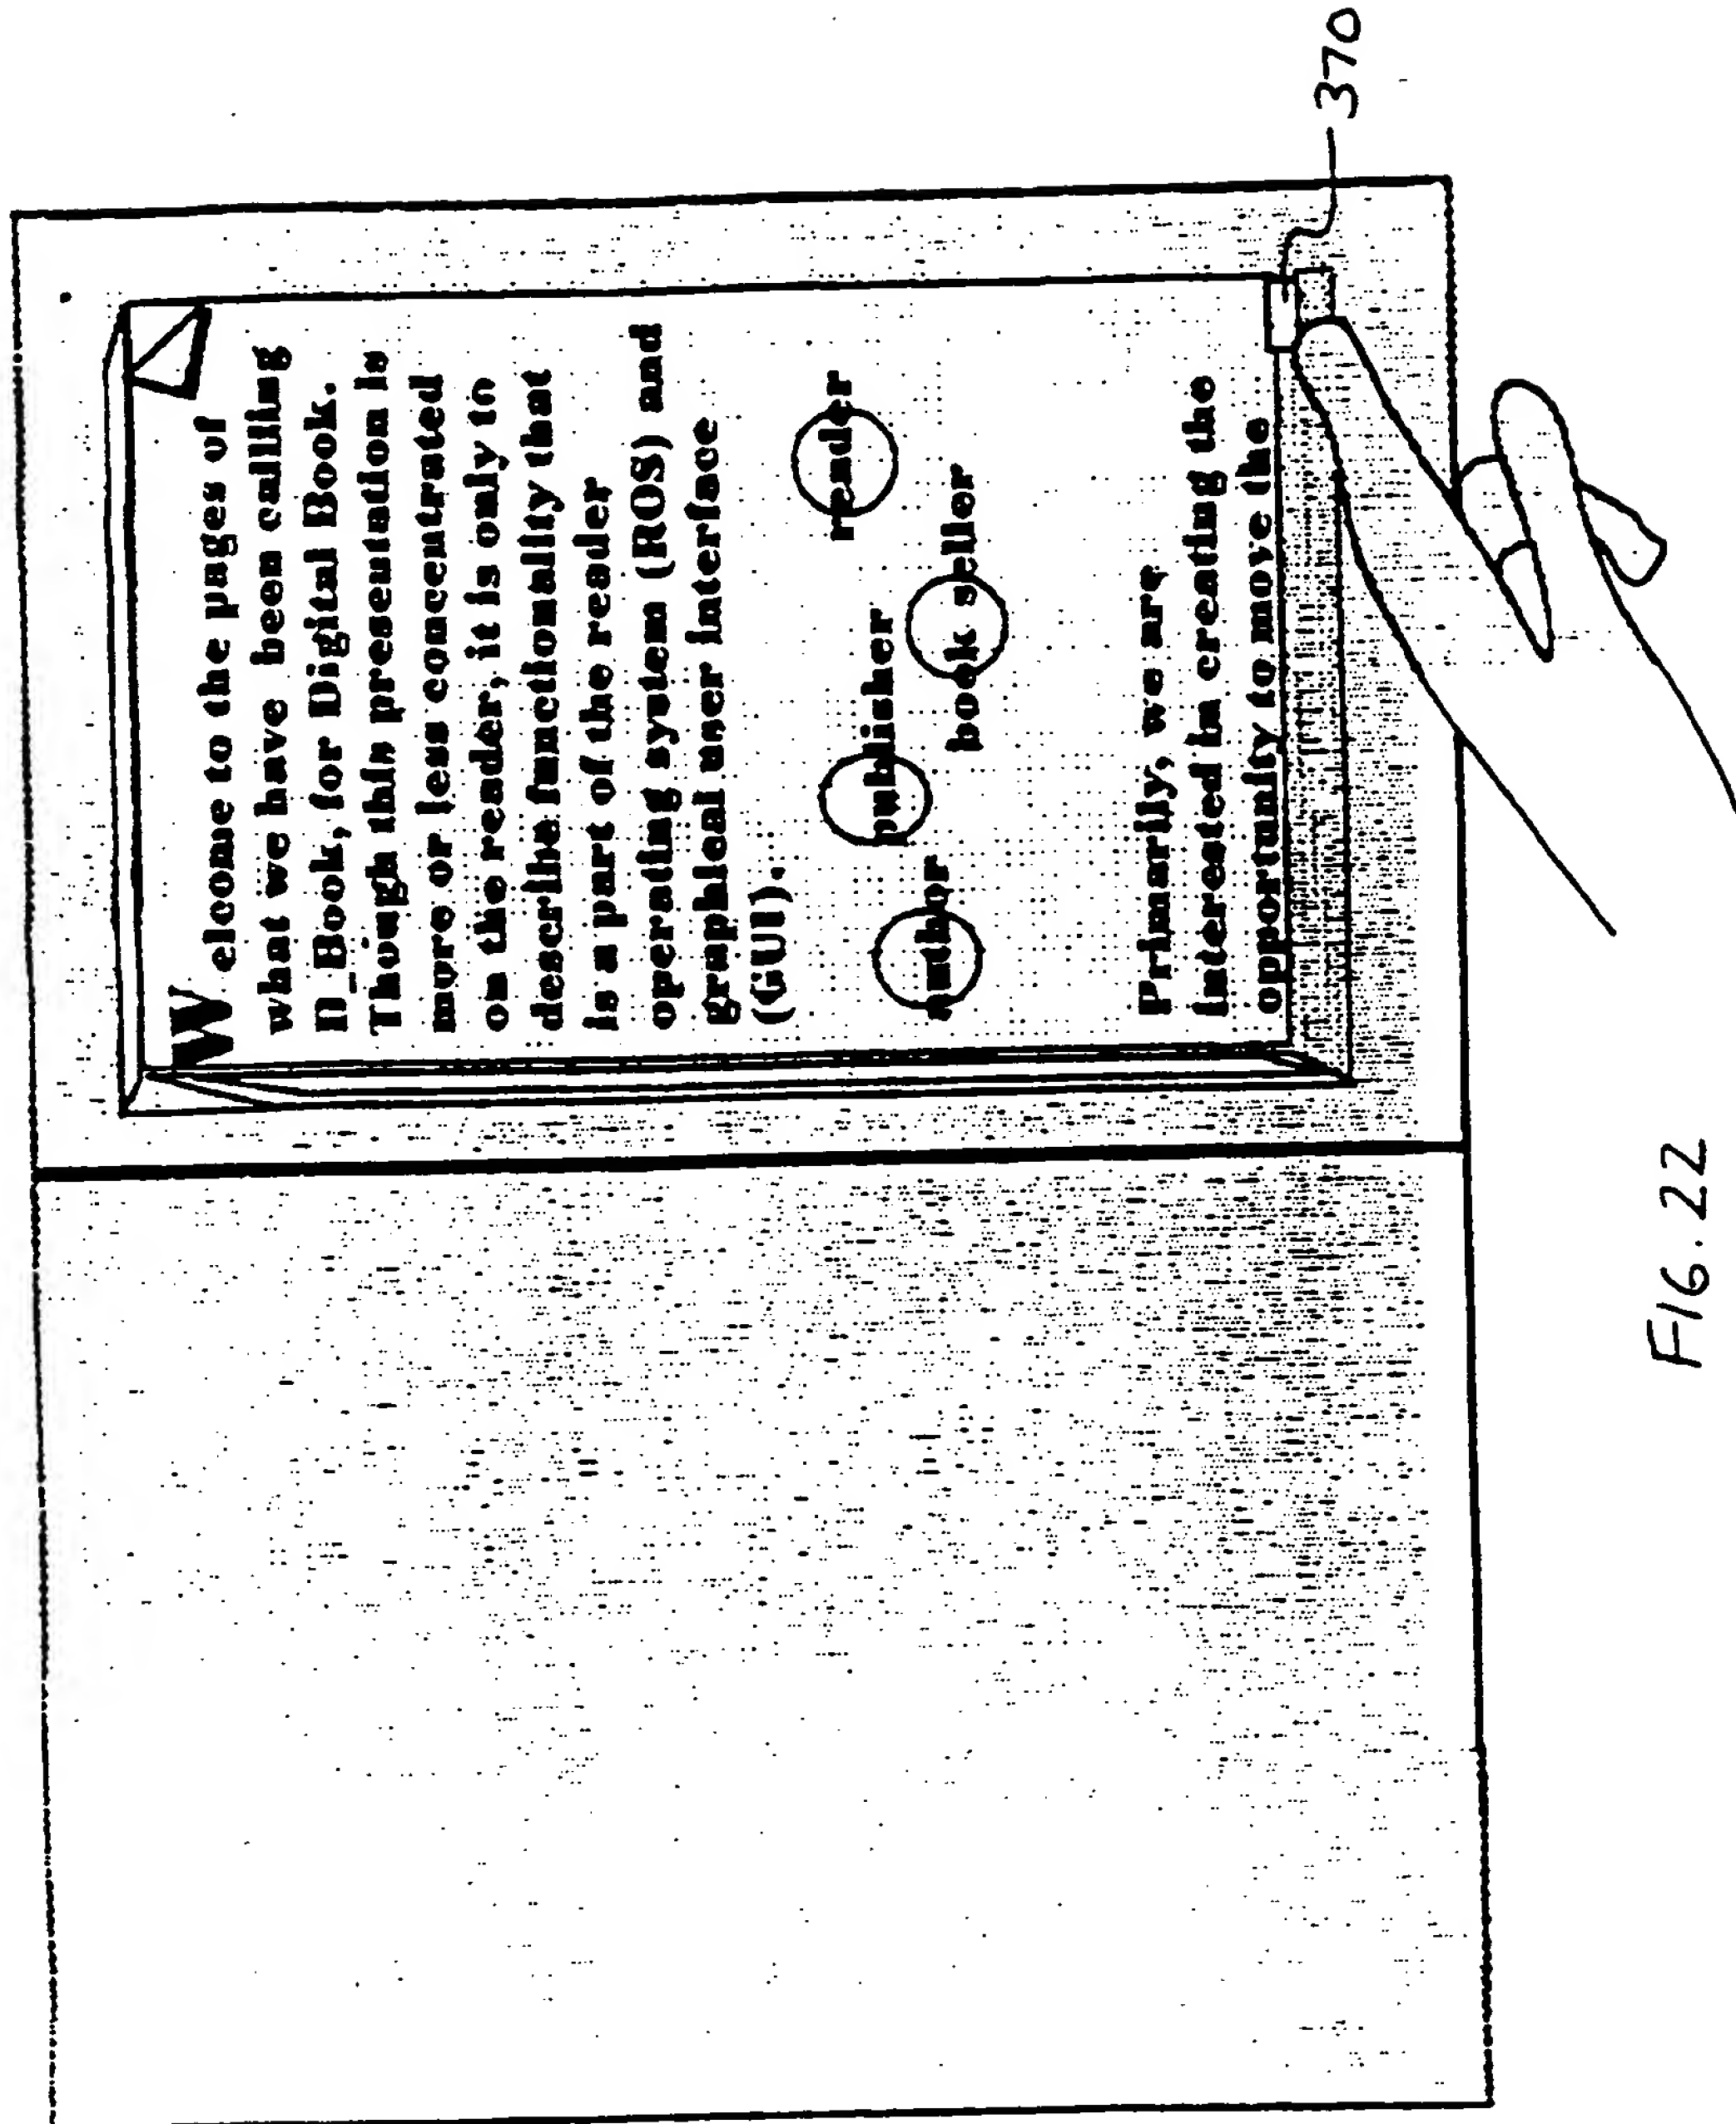 Welcome to the pages of
what we have been calling
D_Book, for Digital Book.
Though this presentation is
more or less concentrated
on the reader, it is only to
describe functionality that
is a part of the reader
operating system (ROS) and
graphical user interface
(GUI).
Author publisher book seller reader
Primarily, we are
interested in creating the
opportunity to move the
370
FIG. 22